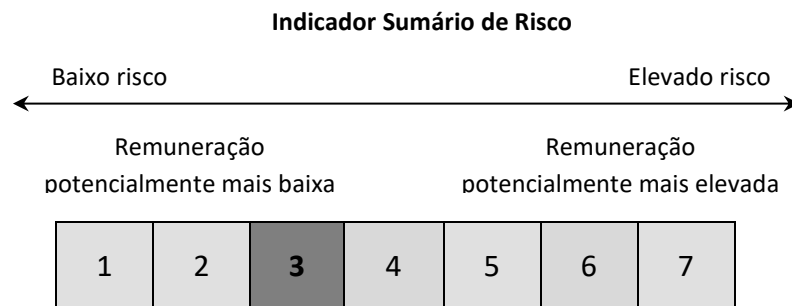 Indicador Sumário de Risco
Baixo risco Elevado risco
Remuneração Remuneração
potencialmente mais baixa potencialmente mais elevada
1 2 3 4 5 6 7